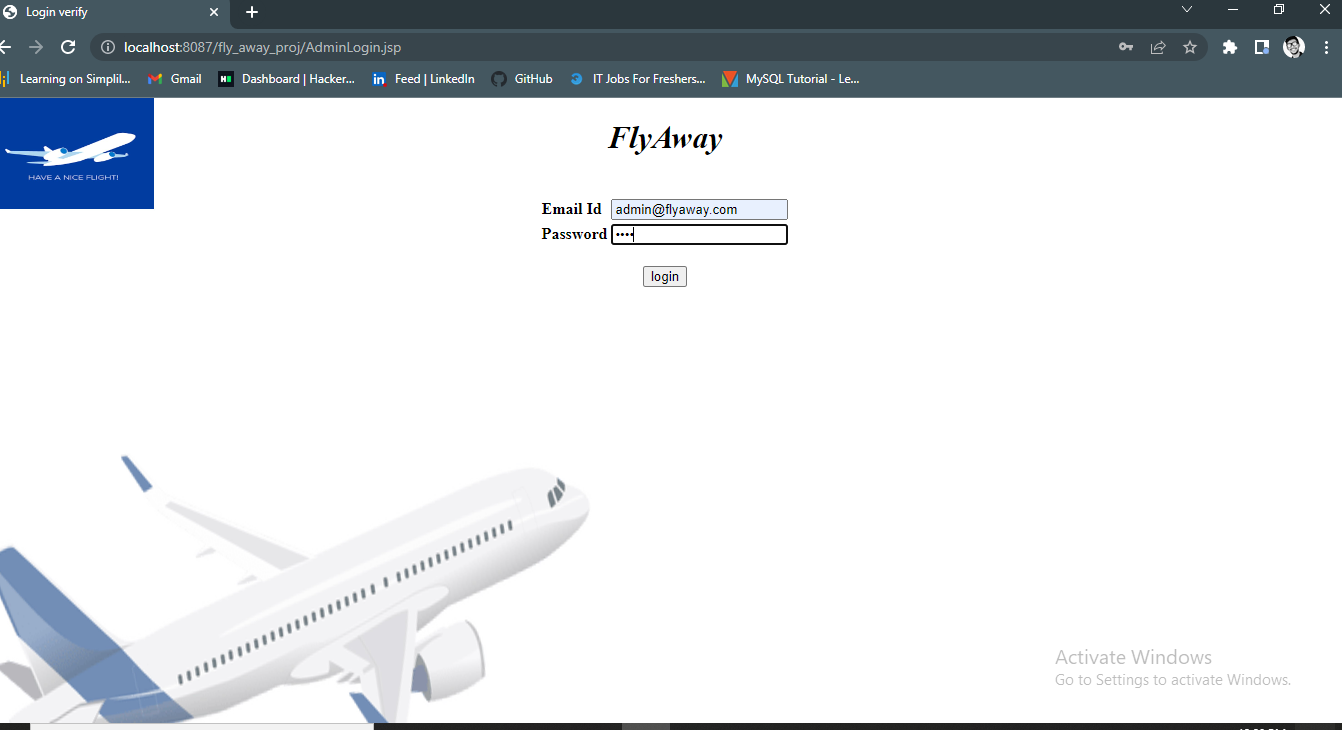 Login verify
localhost:8087/fly_away_proj/AdminLogin.jsp
Learning on Simplil... Gmail Dashboard | Hacker... Feed | LinkedIn GitHub IT Jobs For Freshers... MySQL Tutorial - Le...
HAVE A NICE FLIGHT!
FlyAway
Email Id admin@flyaway.com
Password ••••
login
Activate Windows
Go to Settings to activate Windows.